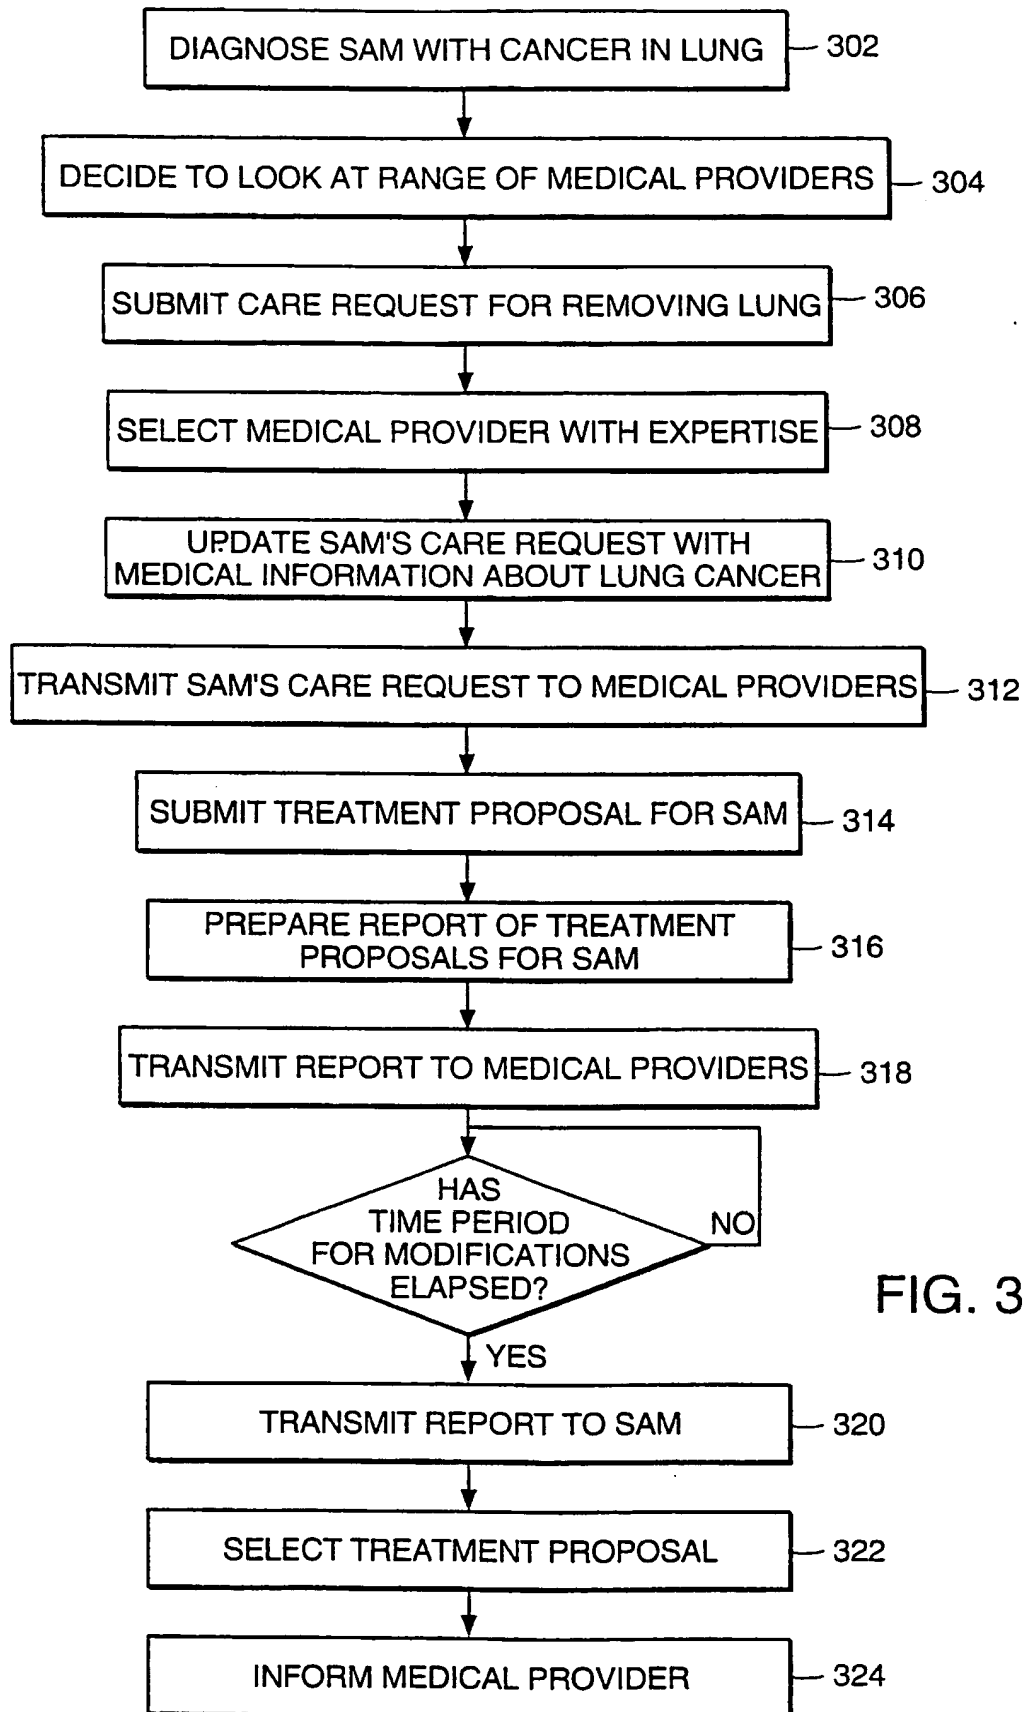 DIAGNOSE SAM WITH CANCER IN LUNG
302
DECIDE TO LOOK AT RANGE OF MEDICAL PROVIDERS
304
SUBMIT CARE REQUEST FOR REMOVING LUNG
306
SELECT MEDICAL PROVIDER WITH EXPERTISE
308
UPDATE SAM'S CARE REQUEST WITH
MEDICAL INFORMATION ABOUT LUNG CANCER
310
TRANSMIT SAM'S CARE REQUEST TO MEDICAL PROVIDERS
312
SUBMIT TREATMENT PROPOSAL FOR SAM
314
PREPARE REPORT OF TREATMENT
PROPOSALS FOR SAM
316
TRANSMIT REPORT TO MEDICAL PROVIDERS
318
HAS
TIME PERIOD
FOR MODIFICATIONS
ELAPSED?
NO
FIG. 3
YES
TRANSMIT REPORT TO SAM
320
SELECT TREATMENT PROPOSAL
322
INFORM MEDICAL PROVIDER
324